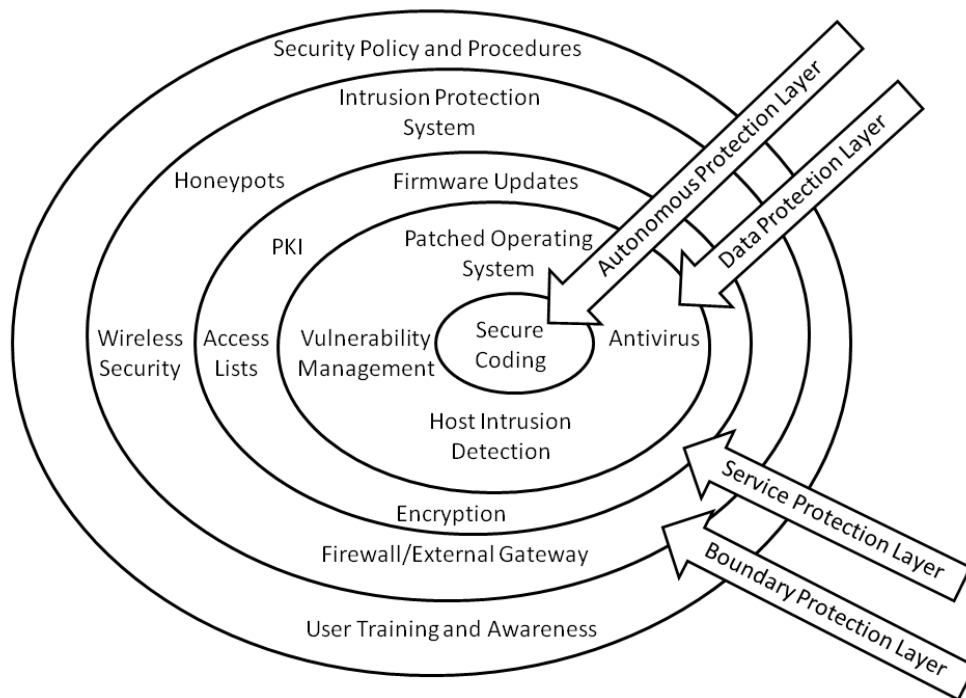 Security Policy and Procedures
Intrusion Protection
System
Honeypots
Firmware Updates
PKI
Patched Operating
System
Wireless
Security
Access
Lists
Vulnerability
Management
Secure
Coding
Antivirus
Host Intrusion
Detection
Encryption
Firewall/External Gateway
User Training and Awareness
Autonomous Protection Layer
Data Protection Layer
Service Protection Layer
Boundary Protection Layer